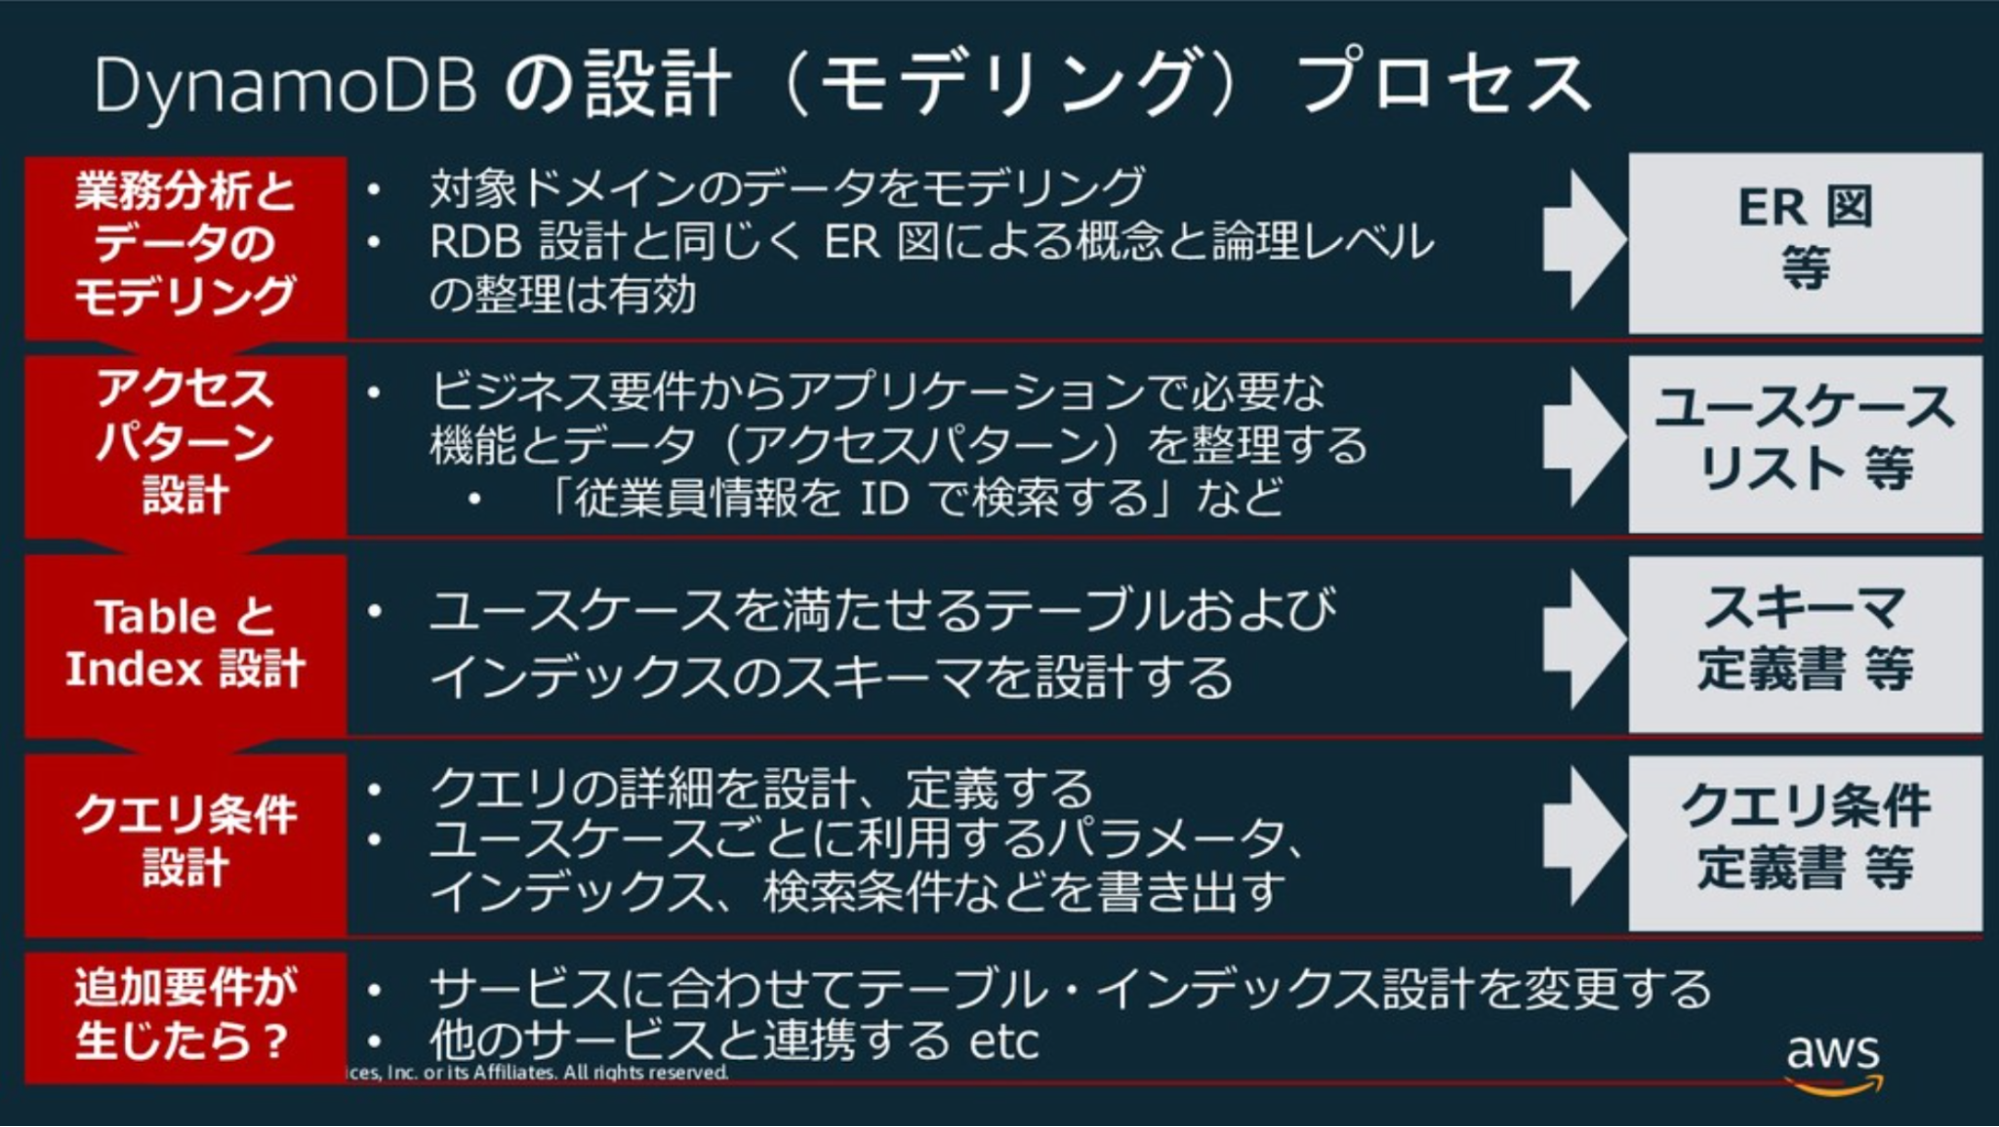 DynamoDB の設計（モデリング）プロセス
業務分析と
データの
モデリング
• 対象ドメインのデータをモデリング
• RDB 設計と同じく ER 図による概念と論理レベル
の整理は有効
ER 図
等
アクセス
パターン
設計
• ビジネス要件からアプリケーションで必要な
機能とデータ（アクセスパターン）を整理する
• 「従業員情報を ID で検索する」など
ユースケース
リスト 等
Table と
Index 設計
• ユースケースを満たせるテーブルおよび
インデックスのスキーマを設計する
スキーマ
定義書 等
クエリ条件
設計
• クエリの詳細を設計、定義する
• ユースケースごとに利用するパラメータ、
インデックス、検索条件などを書き出す
クエリ条件
定義書 等
追加要件が
生じたら？
• サービスに合わせてテーブル・インデックス設計を変更する
• 他のサービスと連携する etc
ices, Inc. or its Affiliates. All rights reserved.
aws